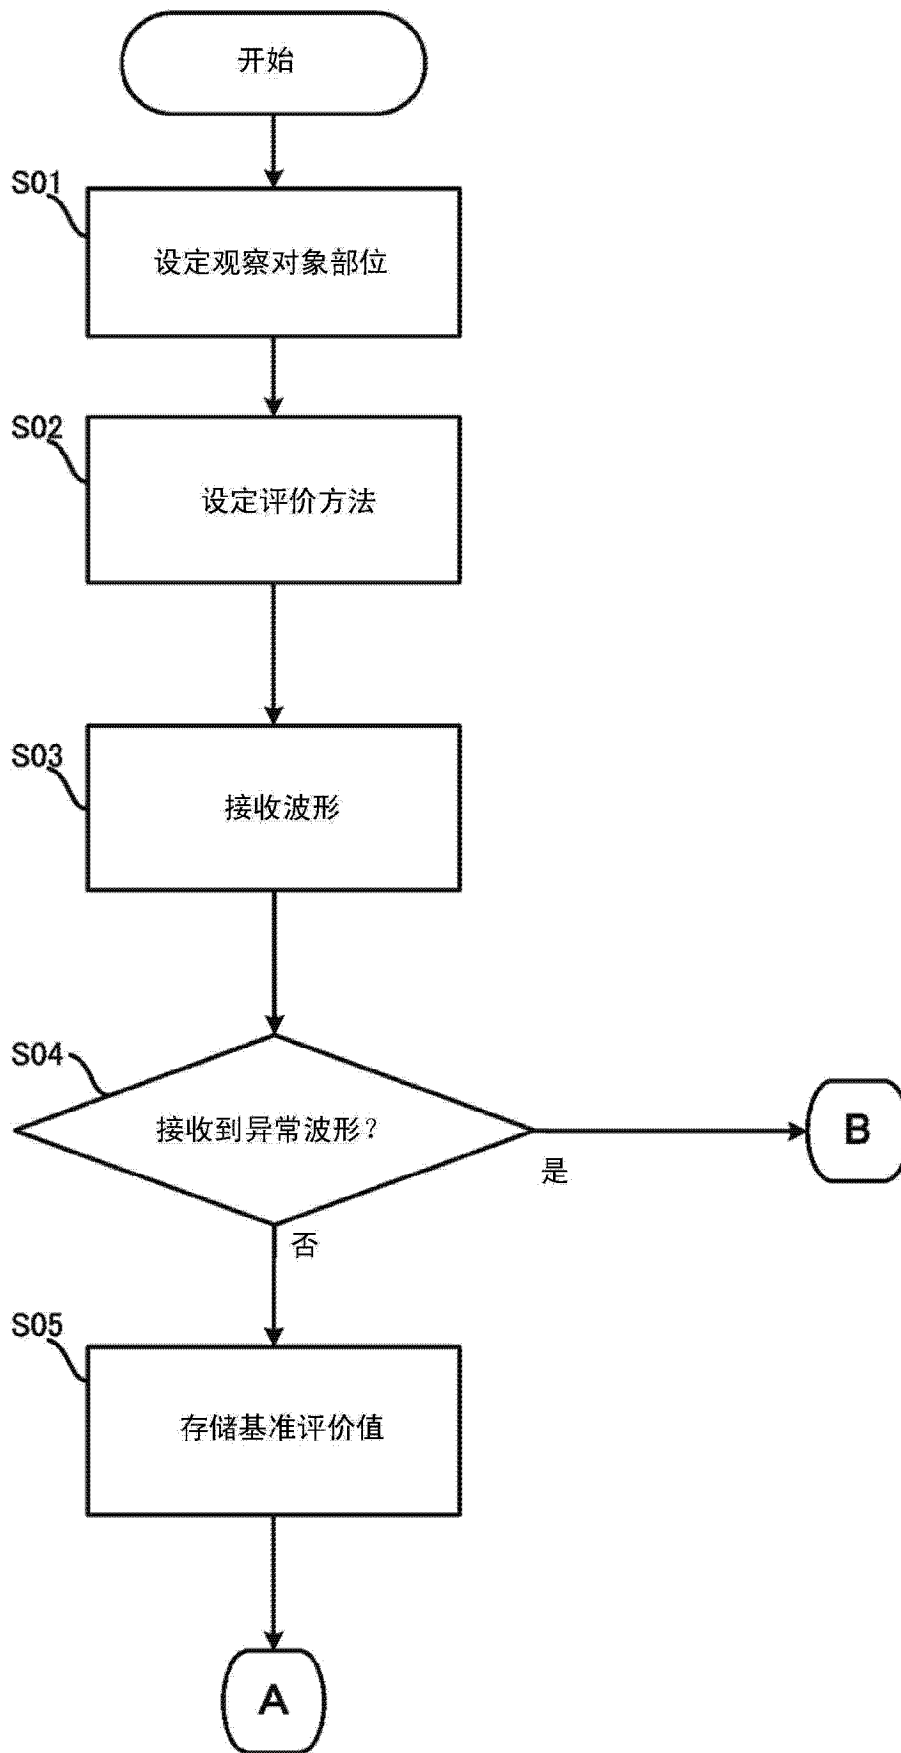 开始
S01
设定观察对象部位
S02
设定评价方法
S03
接收波形
S04
接收到异常波形？
B
是
否
S05
存储基准评价值
A